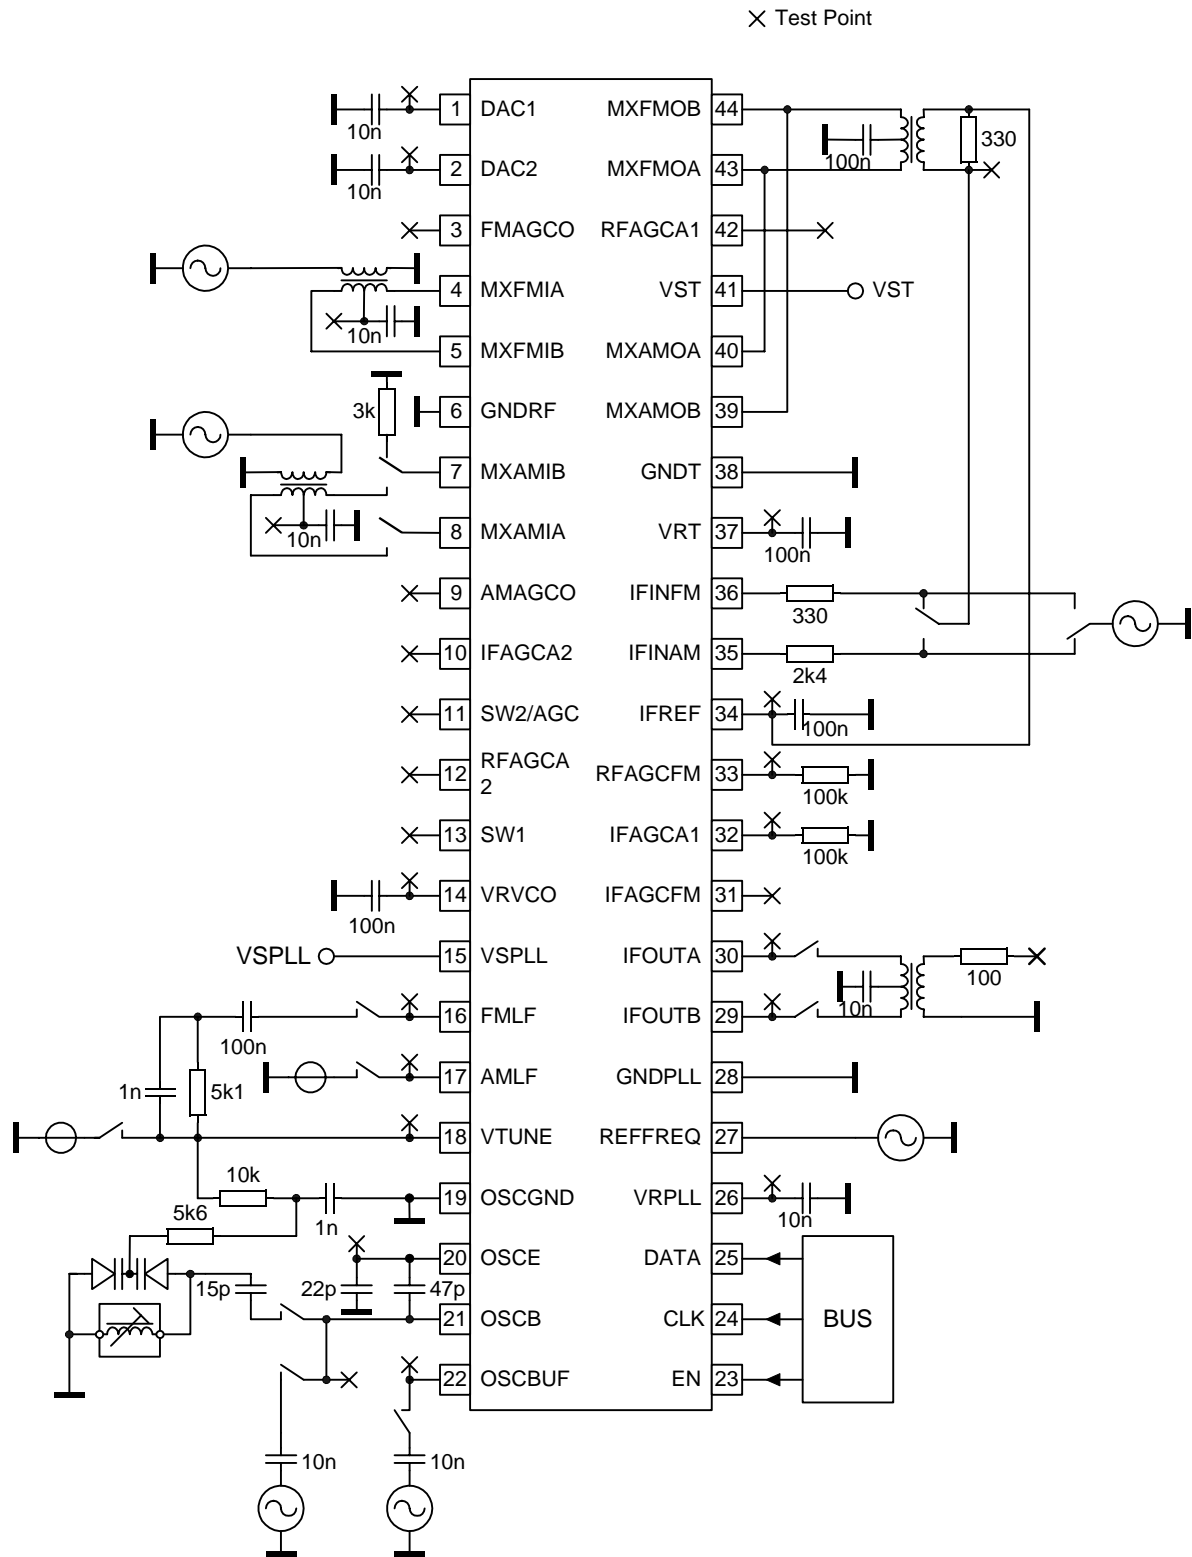 Test Point
10n
1 DAC1
MXFMOB 44
100n
330
10n
2 DAC2
MXFMOA 43
3 FMAGCO
RFAGCA1 42
4 MXFMIA
VST 41
VST
10n
5 MXFMIB
MXAMOA 40
3k
6 GNDRF
MXAMOB 39
7 MXAMIB
GNDT 38
10n
8 MXAMIA
VRT 37
100n
9 AMAGCO
IFINFM 36
330
10 IFAGCA2
IFINAM 35
2k4
11 SW2/AGC
IFREF 34
100n
12 RFAGCA
2
RFAGCFM 33
100k
13 SW1
IFAGCA1 32
100k
100n
14 VRVCO
IFAGCFM 31
VSPLL
15 VSPLL
IFOUTA 30
100
10n
100n
16 FMLF
IFOUTB 29
1n
5k1
17 AMLF
GNDPLL 28
18 VTUNE
REFFREQ 27
10k
1n
19 OSCGND
VRPLL 26
10n
5k6
20 OSCE
DATA 25
15p
22p
47p
21 OSCB
CLK 24
BUS
22 OSCBUF
EN 23
10n
10n